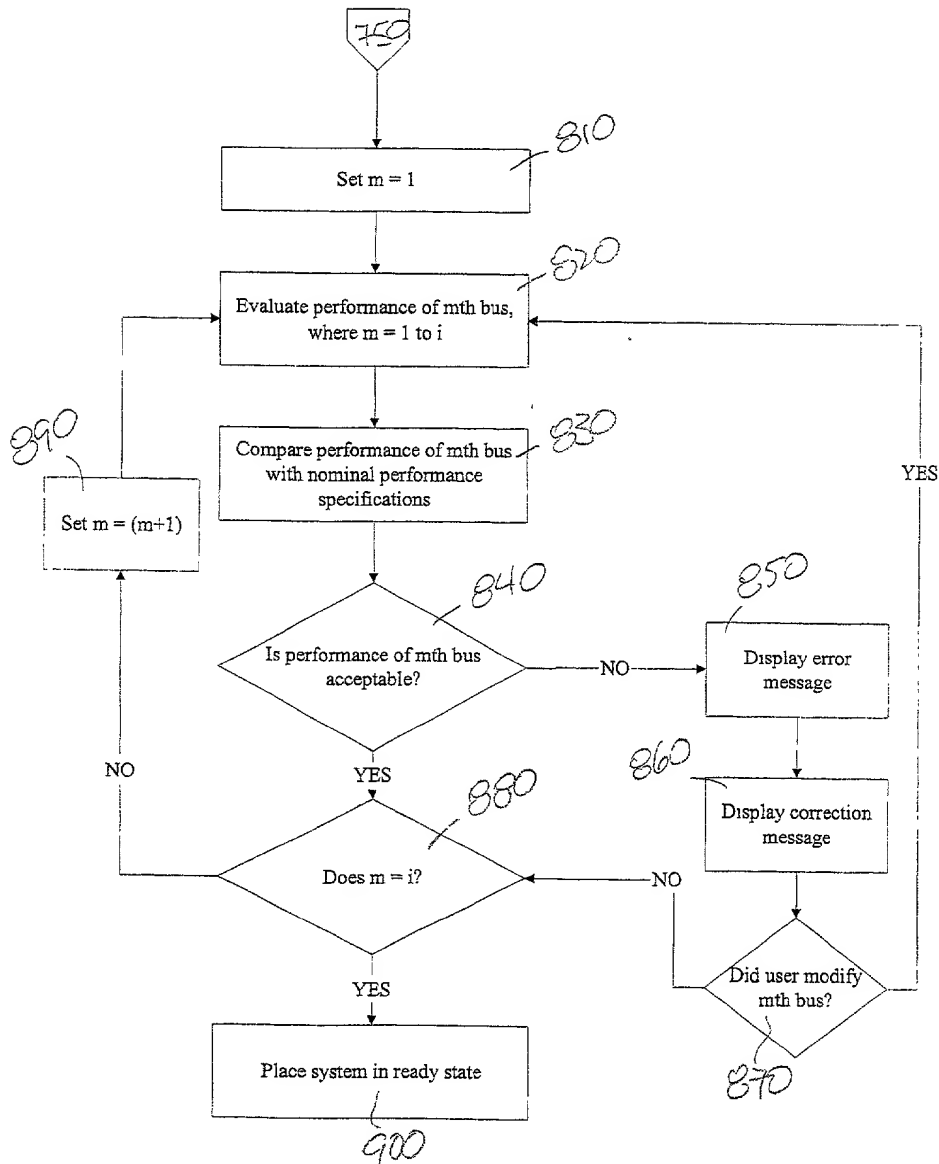 750
810
Set m = 1
820
Evaluate performance of mth bus,
where m = 1 to i
830
Compare performance of mth bus
with nominal performance
specifications
890
Set m = (m+1)
YES
840
Is performance of mth bus
acceptable?
NO
850
Display error
message
860
Display correction
message
NO
YES
880
Does m = i?
NO
Did user modify
mth bus?
870
YES
Place system in ready state
900